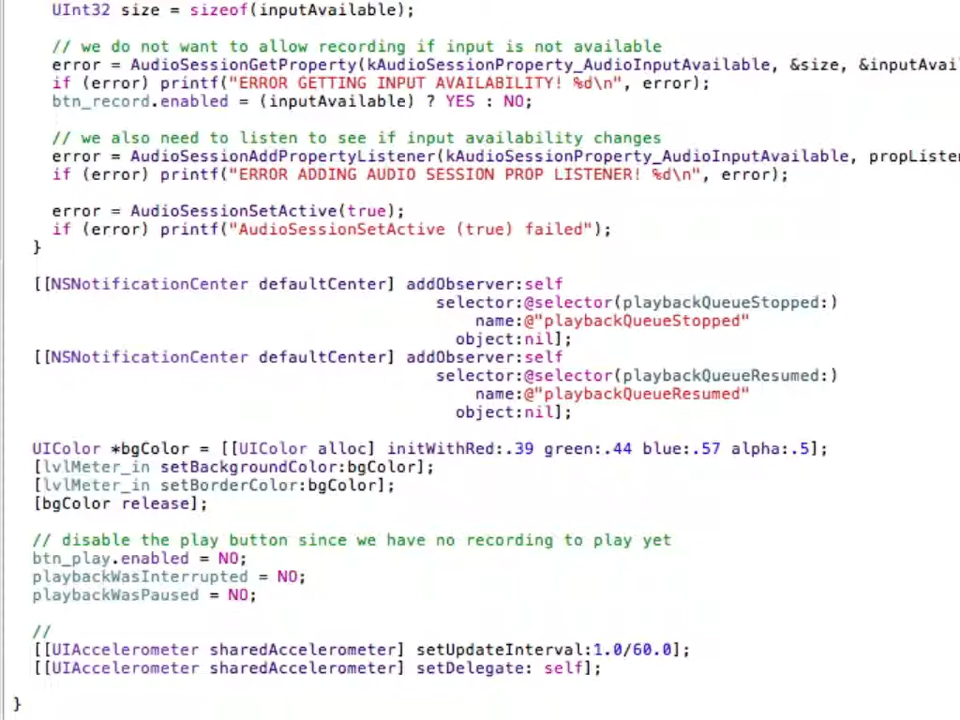 UInt32 size = sizeof(inputAvailable);
// we do not want to allow recording if input is not available
error = AudioSessionGetProperty(kAudioSessionProperty_AudioInputAvailable, &size, &inputAvai
if (error) printf("ERROR GETTING INPUT AVAILABILITY! %d\n", error);
btn_record.enabled = (inputAvailable) ? YES : NO;
// we also need to listen to see if input availability changes
error = AudioSessionAddPropertyListener(kAudioSessionProperty_AudioInputAvailable, propListe
if (error) printf("ERROR ADDING AUDIO SESSION PROP LISTENER! %d\n", error);
error = AudioSessionSetActive(true);
if (error) printf("AudioSessionSetActive (true) failed");
}
[[NSNotificationCenter defaultCenter] addObserver:self
selector:@selector(playbackQueueStopped:)
name:@"playbackQueueStopped"
object:nil];
[[NSNotificationCenter defaultCenter] addObserver:self
selector:@selector(playbackQueueResumed:)
name:@"playbackQueueResumed"
object:nil];
UIColor *bgColor = [[UIColor alloc] initWithRed:.39 green:.44 blue:.57 alpha:.5];
[lvlMeter_in setBackgroundColor:bgColor];
[lvlMeter_in setBorderColor:bgColor];
[bgColor release];
// disable the play button since we have no recording to play yet
btn_play.enabled = NO;
playbackWasInterrupted = NO;
playbackWasPaused = NO;
//
[[UIAccelerometer sharedAccelerometer] setUpdateInterval:1.0/60.0];
[[UIAccelerometer sharedAccelerometer] setDelegate: self];
}